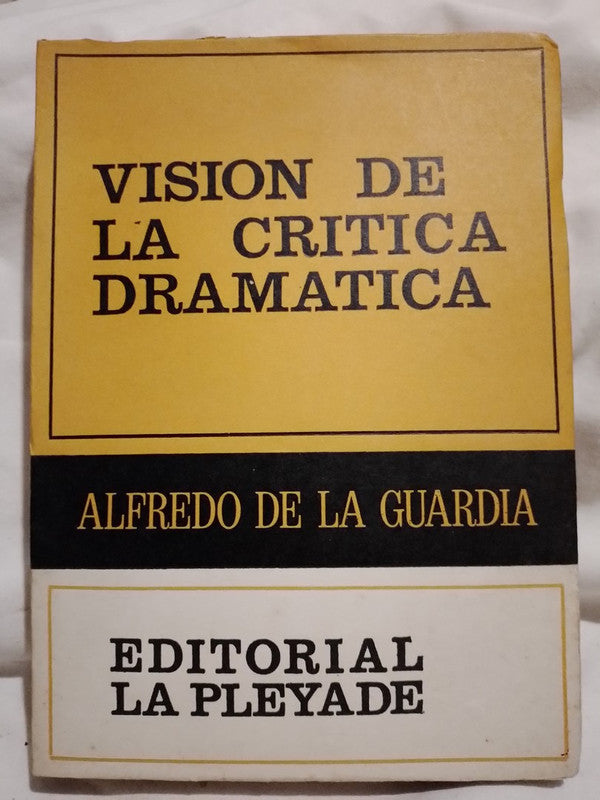 VISION DE
LA CRITICA
DRAMATICA
ALFREDO DE LA GUARDIA
EDITORIAL
LA PLEYADE